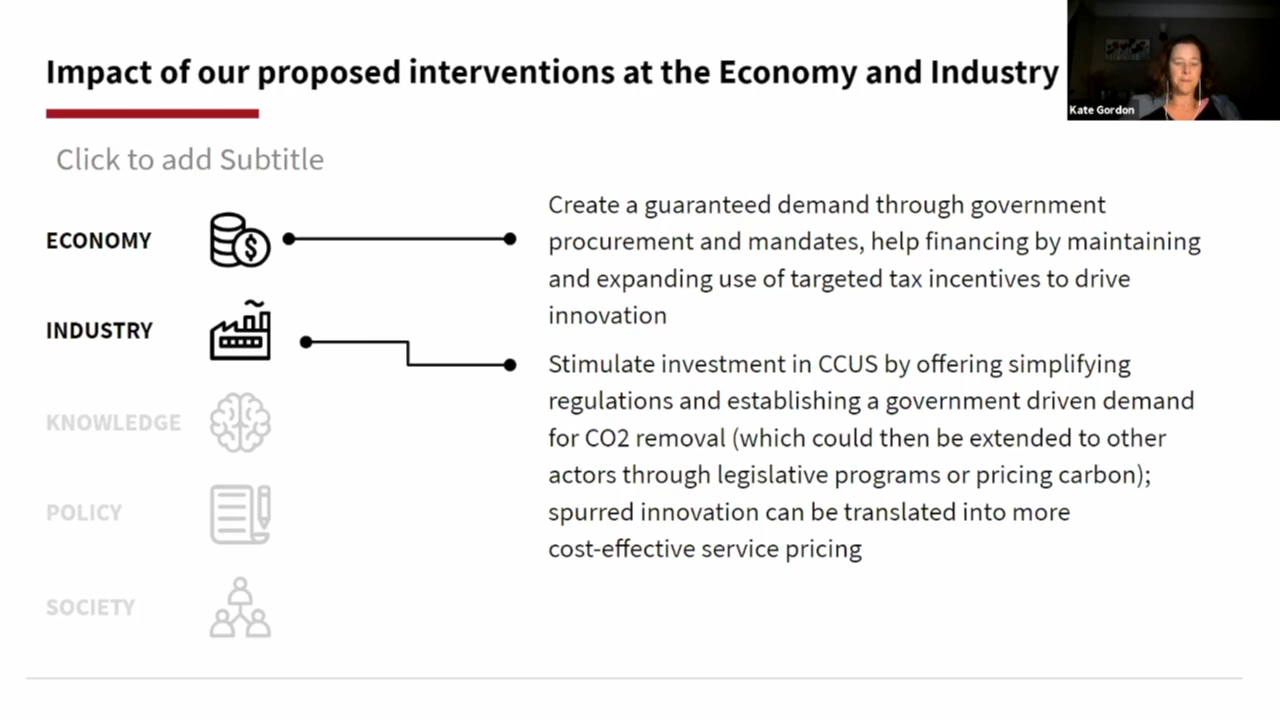 Impact of our proposed interventions at the Economy and Industry
Kate Gordon
Click to add Subtitle
ECONOMY
Create a guaranteed demand through government
procurement and mandates, help financing by maintaining
and expanding use of targeted tax incentives to drive
innovation
INDUSTRY
Stimulate investment in CCUS by offering simplifying
regulations and establishing a government driven demand
for CO2 removal (which could then be extended to other
actors through legislative programs or pricing carbon);
spurred innovation can be translated into more
cost-effective service pricing
KNOWLEDGE
POLICY
SOCIETY